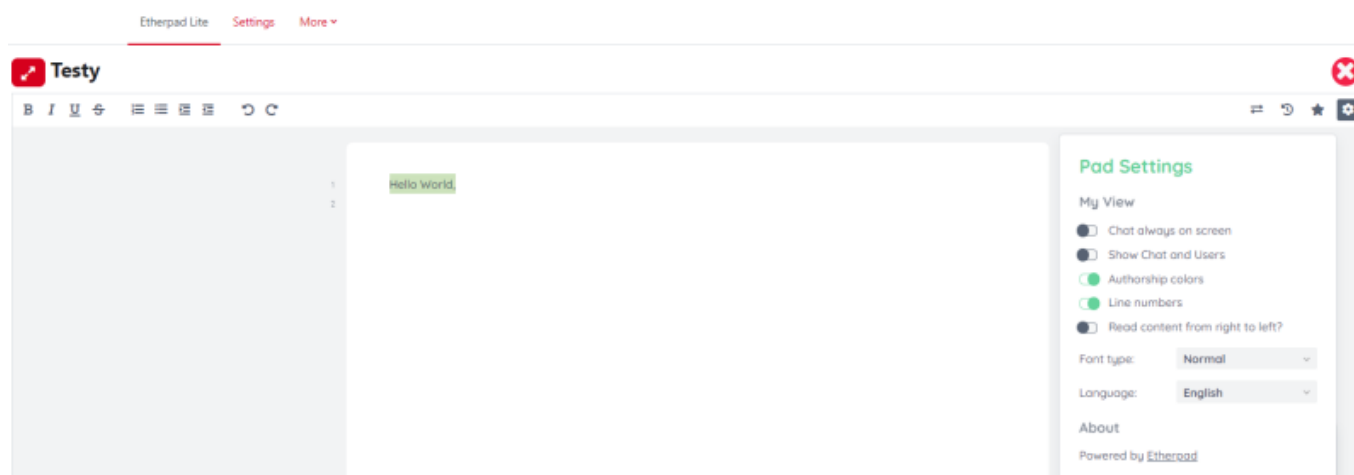 Etherpad Lite Settings More
Testy
B I U S
1 Hello World.
2
Pad Settings
My View
Chat always on screen
Show Chat and Users
Authorship colors
Line numbers
Read content from right to left?
Font type: Normal
Language: English
About
Powered by Etherpad